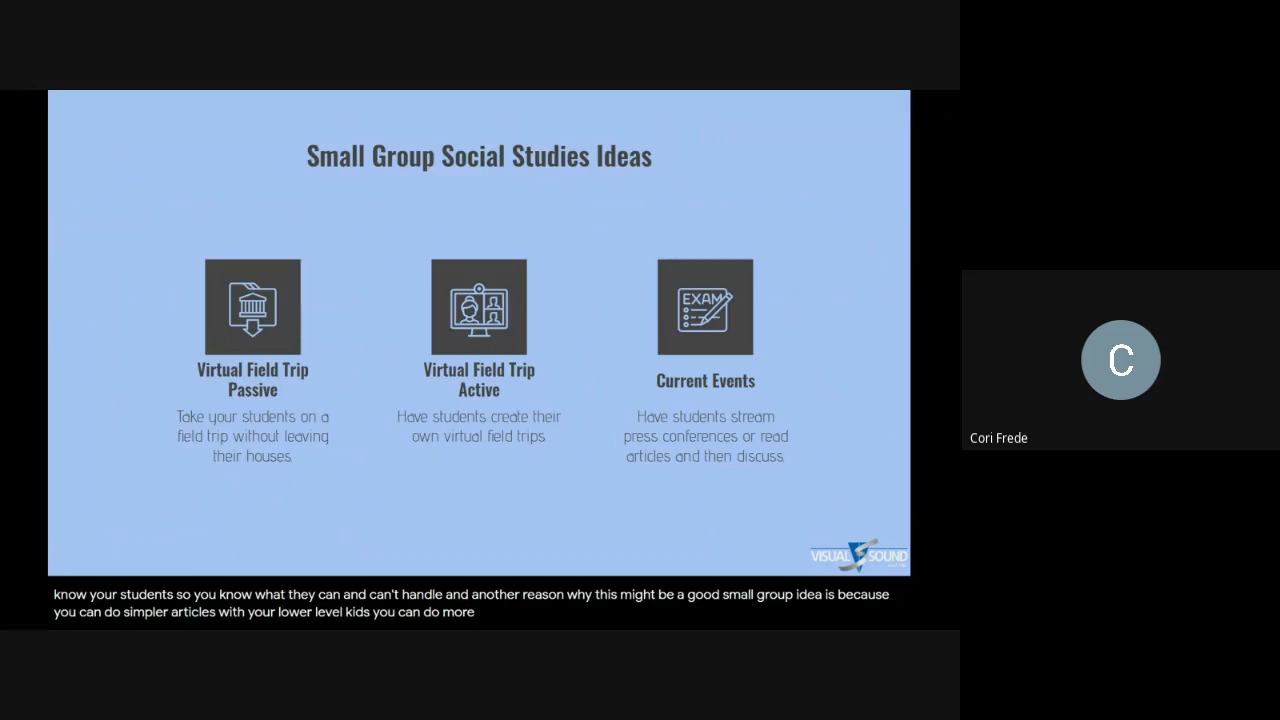 Small Group Social Studies Ideas
EXAM
Virtual Field Trip
Passive
Take your students on a
field trip without leaving
their houses.
Virtual Field Trip
Active
Have students create their
own virtual field trips.
Current Events
Have students stream
press conferences or read
articles and then discuss.
VISUAL SOUND
know your students so you know what they can and can't handle and another reason why this might be a good small group idea is because
you can do simpler articles with your lower level kids you can do more
C
Cori Frede